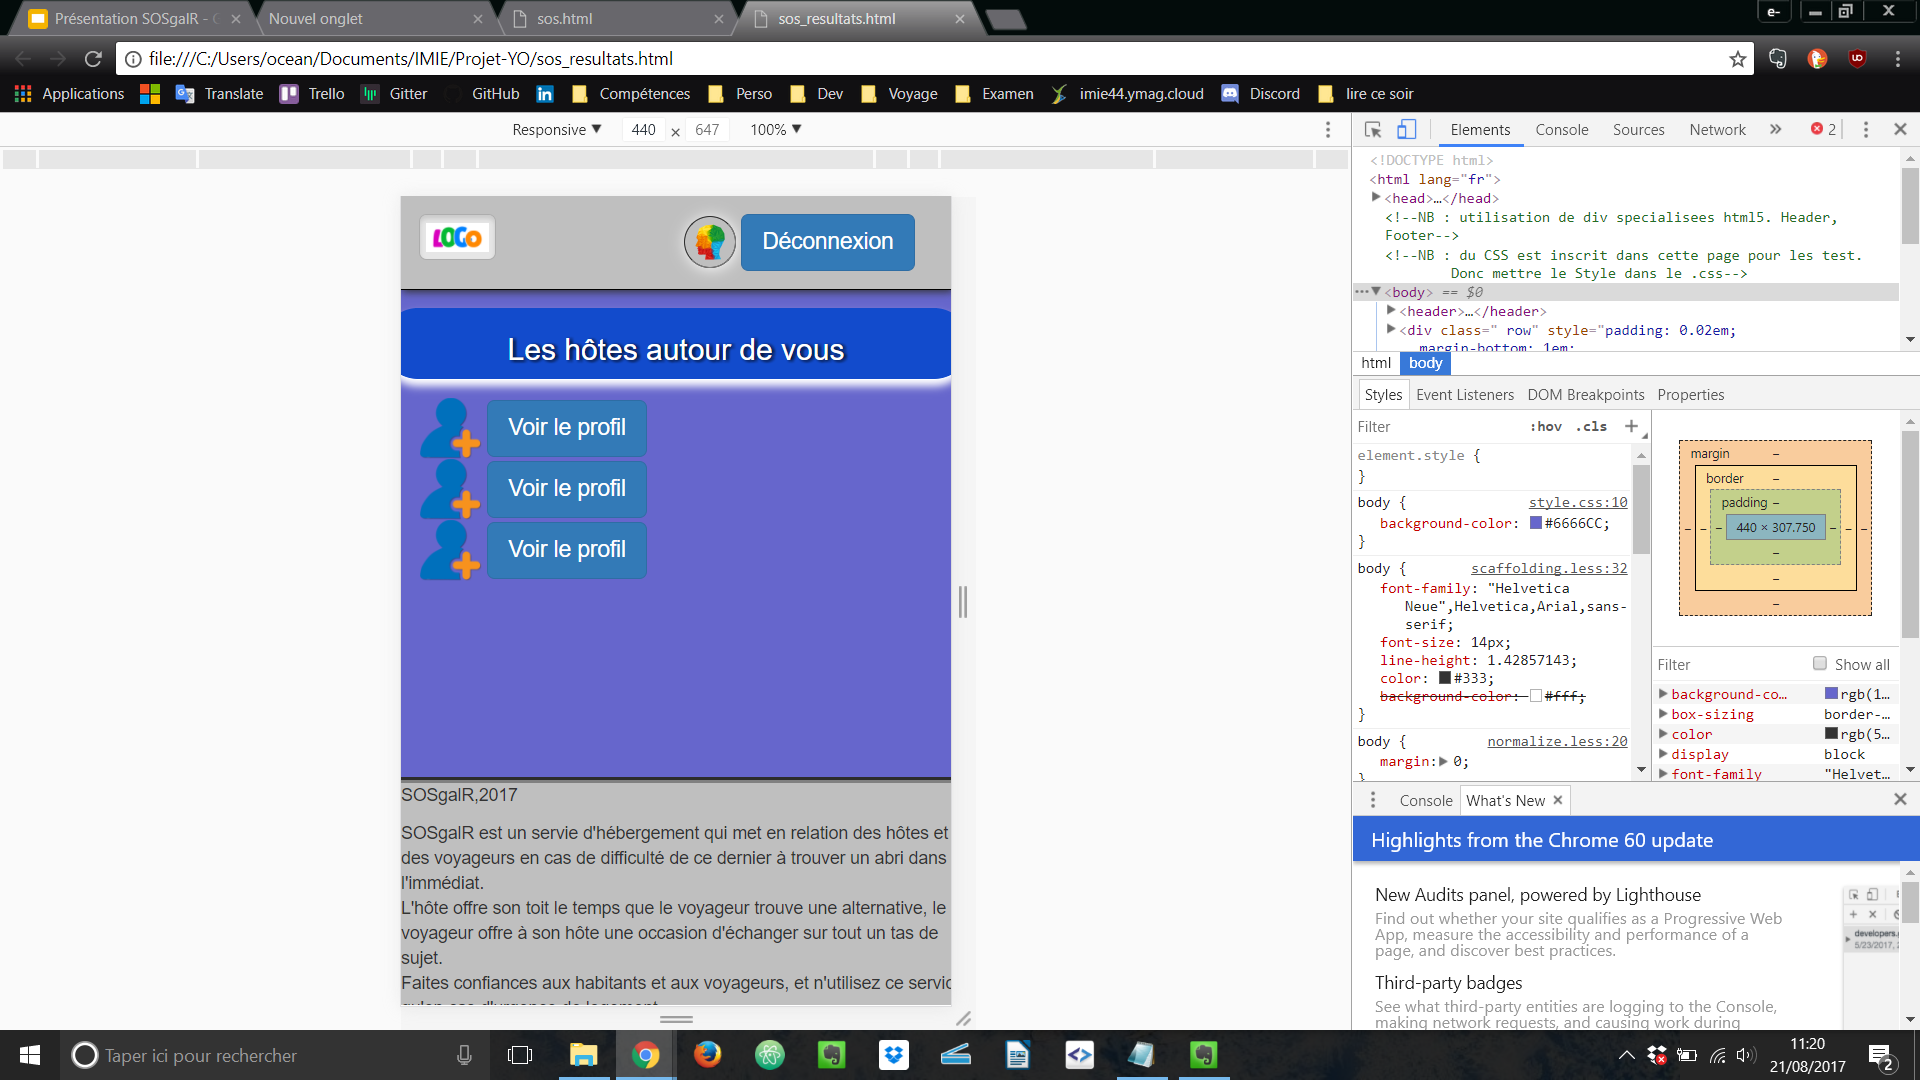 Présentation SOSgalR - G
Nouvel onglet
sos.html
sos_resultats.html
e-
file:///C:/Users/ocean/Documents/IMIE/Projet-YO/sos_resultats.html
Applications
Translate
Trello
Gitter
GitHub
Compétences
Perso
Dev
Voyage
Examen
imie44.ymag.cloud
Discord
lire ce soir
Responsive ▼ 440 × 647 100% ▼
LOGO
Déconnexion
Les hôtes autour de vous
Voir le profil
Voir le profil
Voir le profil
SOSgalR,2017
SOSgalR est un servie d'hébergement qui met en relation des hôtes et
des voyageurs en cas de difficulté de ce dernier à trouver un abri dans
l'immédiat.
L'hôte offre son toit le temps que le voyageur trouve une alternative, le
voyageur offre à son hôte une occasion d'échanger sur tout un tas de
sujet.
Faites confiances aux habitants et aux voyageurs, et n'utilisez ce servic
Elements Console Sources Network » 2
<!DOCTYPE html>
<html lang="fr">
<head>…</head>
<!--NB : utilisation de div specialisees html5. Header,
Footer-->
<!--NB : du CSS est inscrit dans cette page pour les test.
Donc mettre le Style dans le .css-->
<body> == $0
<header>…</header>
<div class=" row" style="padding: 0.02em;
margin-bottom: 1em;
html body
Styles Event Listeners DOM Breakpoints Properties
Filter :hov .cls +
element.style {
}
body { style.css:10
background-color: #6666CC;
}
body { scaffolding.less:32
font-family: "Helvetica
Neue",Helvetica,Arial,sans-
serif;
font-size: 14px;
line-height: 1.42857143;
color: #333;
background-color: #fff;
}
body { normalize.less:20
margin: 0;
}
margin –
border –
padding –
– – – 440 × 307.750 – – –
–
–
–
Filter Show all
background-co… rgb(1…
box-sizing border-…
color rgb(5…
display block
font-family "Helvet…
Console What's New ×
Highlights from the Chrome 60 update
New Audits panel, powered by Lighthouse
Find out whether your site qualifies as a Progressive Web
App, measure the accessibility and performance of a
page, and discover best practices.
developers.
5/23/2017,
Third-party badges
See what third-party entities are logging to the Console,
making network requests, and causing work during
Taper ici pour rechercher
11:20
21/08/2017
2